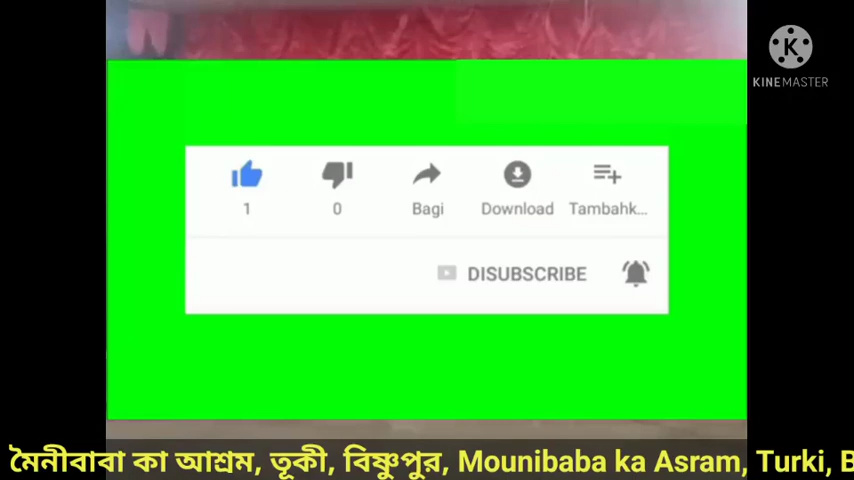 KINEMASTER
1 0 Bagi Download Tambahk...
DISUBSCRIBE
মৈনীবাবা কা আশ্রম, তূকী, বিষ্ণুপুর, Mounibaba ka Asram, Turki, B